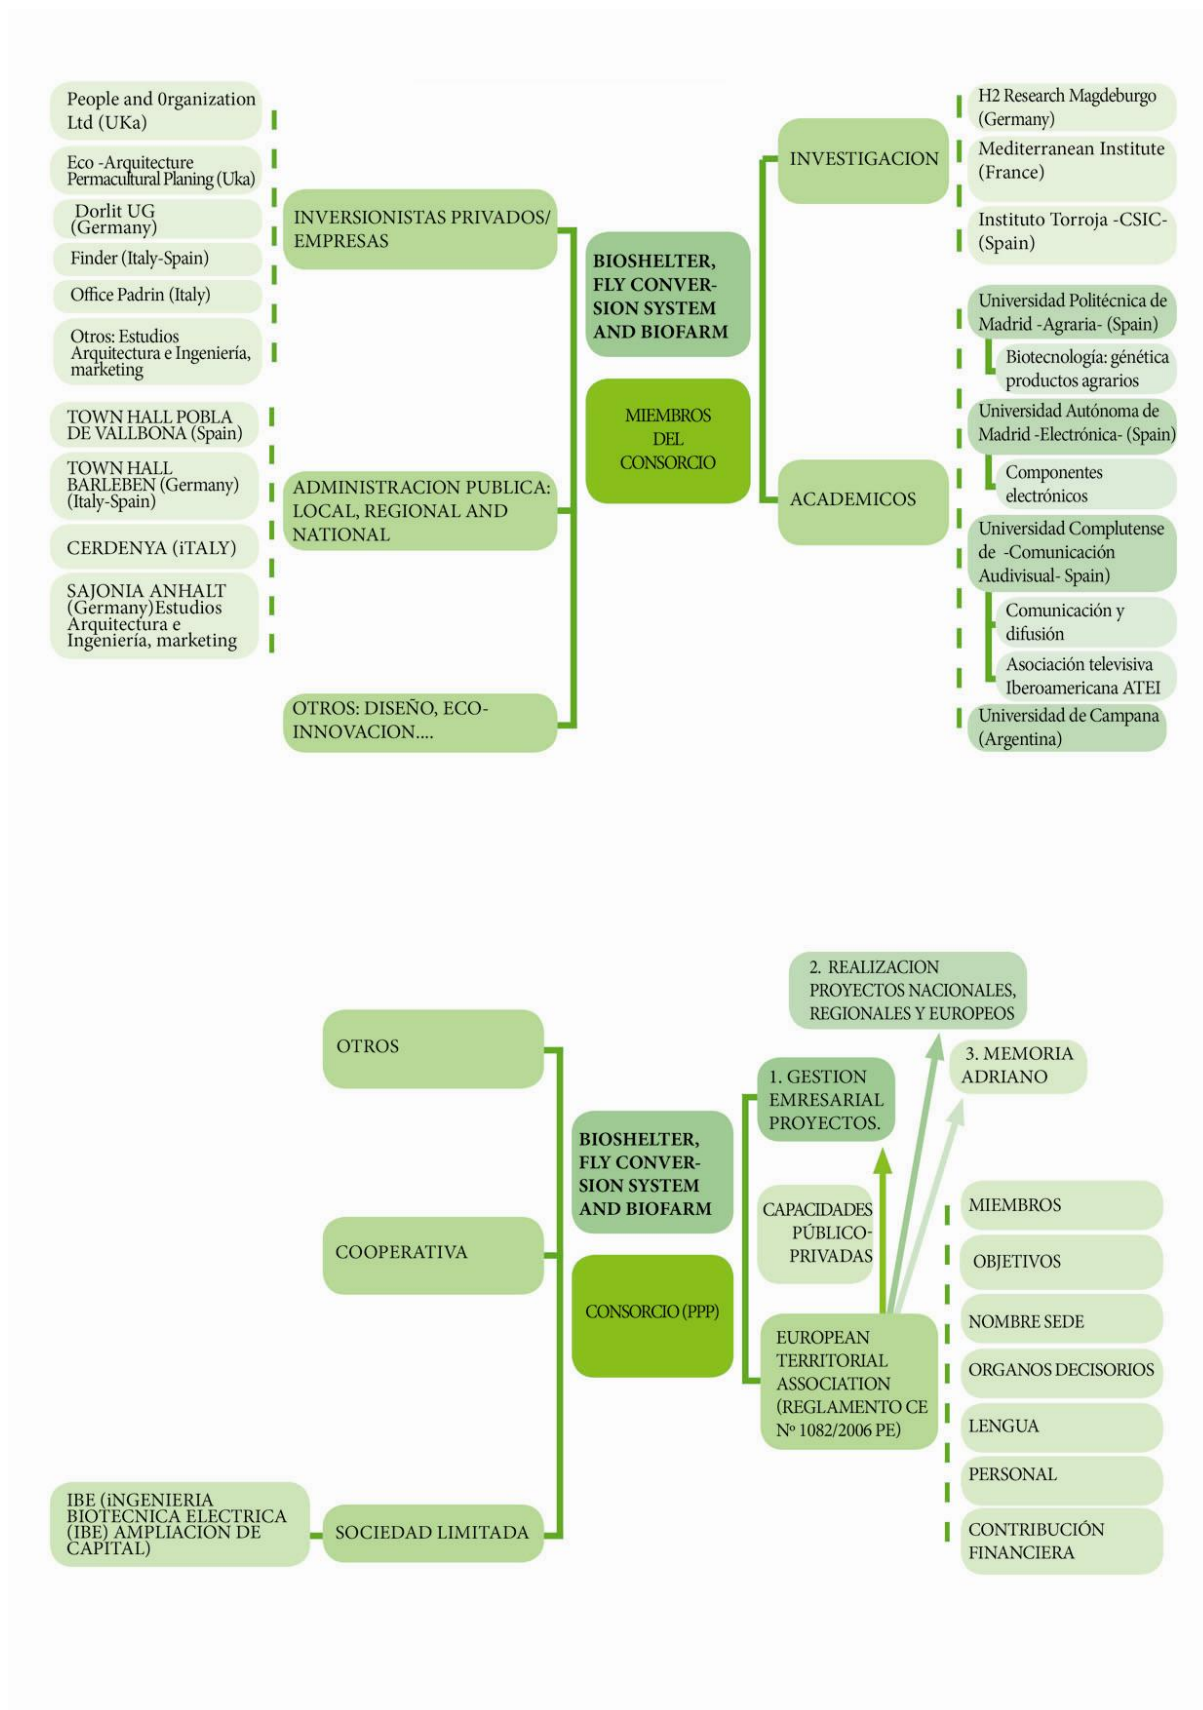 People and 0rganization
Ltd (UKa)
Eco -Arquitecture
Permacultural Planing (Uka)
Dorlit UG
(Germany)
Finder (Italy-Spain)
Office Padrin (Italy)
Otros: Estudios
Arquitectura e Ingeniería,
marketing
INVERSIONISTAS PRIVADOS/
EMPRESAS
TOWN HALL POBLA
DE VALLBONA (Spain)
TOWN HALL
BARLEBEN (Germany)
(Italy-Spain)
CERDENYA (iTALY)
SAJONIA ANHALT
(Germany)Estudios
Arquitectura e
Ingeniería, marketing
ADMINISTRACION PUBLICA:
LOCAL, REGIONAL AND
NATIONAL
OTROS: DISEÑO, ECO-
INNOVACION....
BIOSHELTER,
FLY CONVER-
SION SYSTEM
AND BIOFARM
MIEMBROS
DEL
CONSORCIO
INVESTIGACION
H2 Research Magdeburgo
(Germany)
Mediterranean Institute
(France)
Instituto Torroja -CSIC-
(Spain)
ACADEMICOS
Universidad Politécnica de
Madrid -Agraria- (Spain)
Biotecnología: génética
productos agrarios
Universidad Autónoma de
Madrid -Electrónica- (Spain)
Componentes
electrónicos
Universidad Complutense
de -Comunicación
Audivisual- Spain)
Comunicación y
difusión
Asociación televisiva
Iberoamericana ATEI
Universidad de Campana
(Argentina)
OTROS
COOPERATIVA
IBE (iNGENIERIA
BIOTECNICA ELECTRICA
(IBE) AMPLIACION DE
CAPITAL)
SOCIEDAD LIMITADA
BIOSHELTER,
FLY CONVER-
SION SYSTEM
AND BIOFARM
CONSORCIO (PPP)
2. REALIZACION
PROYECTOS NACIONALES,
REGIONALES Y EUROPEOS
3. MEMORIA
ADRIANO
1. GESTION
EMRESARIAL
PROYECTOS.
CAPACIDADES
PÚBLICO-
PRIVADAS
EUROPEAN
TERRITORIAL
ASSOCIATION
(REGLAMENTO CE
Nº 1082/2006 PE)
MIEMBROS
OBJETIVOS
NOMBRE SEDE
ORGANOS DECISORIOS
LENGUA
PERSONAL
CONTRIBUCIÓN
FINANCIERA